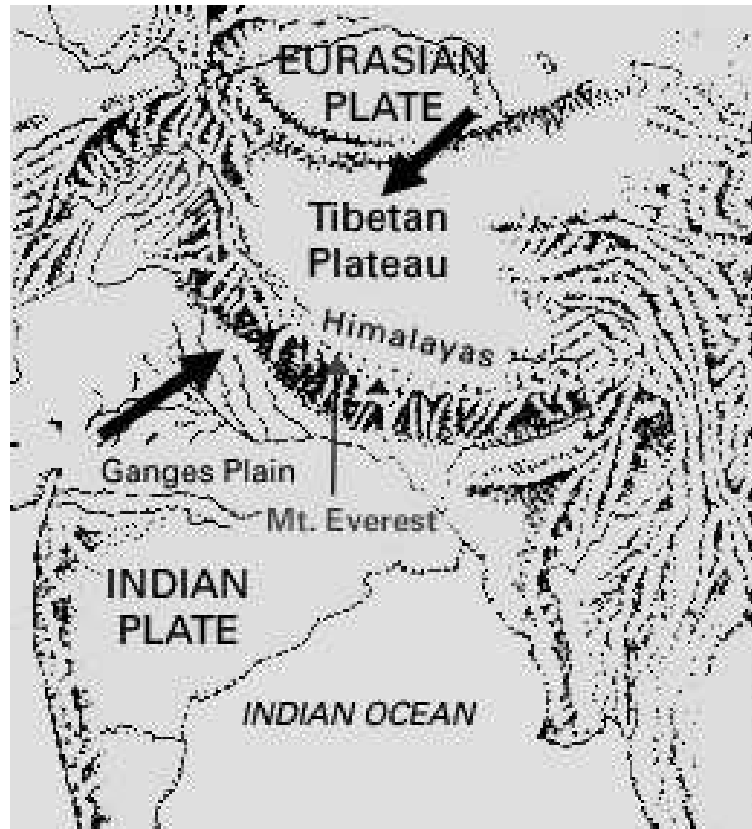 EURASIAN
PLATE
Tibetan
Plateau
Himalayas
Ganges Plain
Mt. Everest
INDIAN
PLATE
INDIAN OCEAN